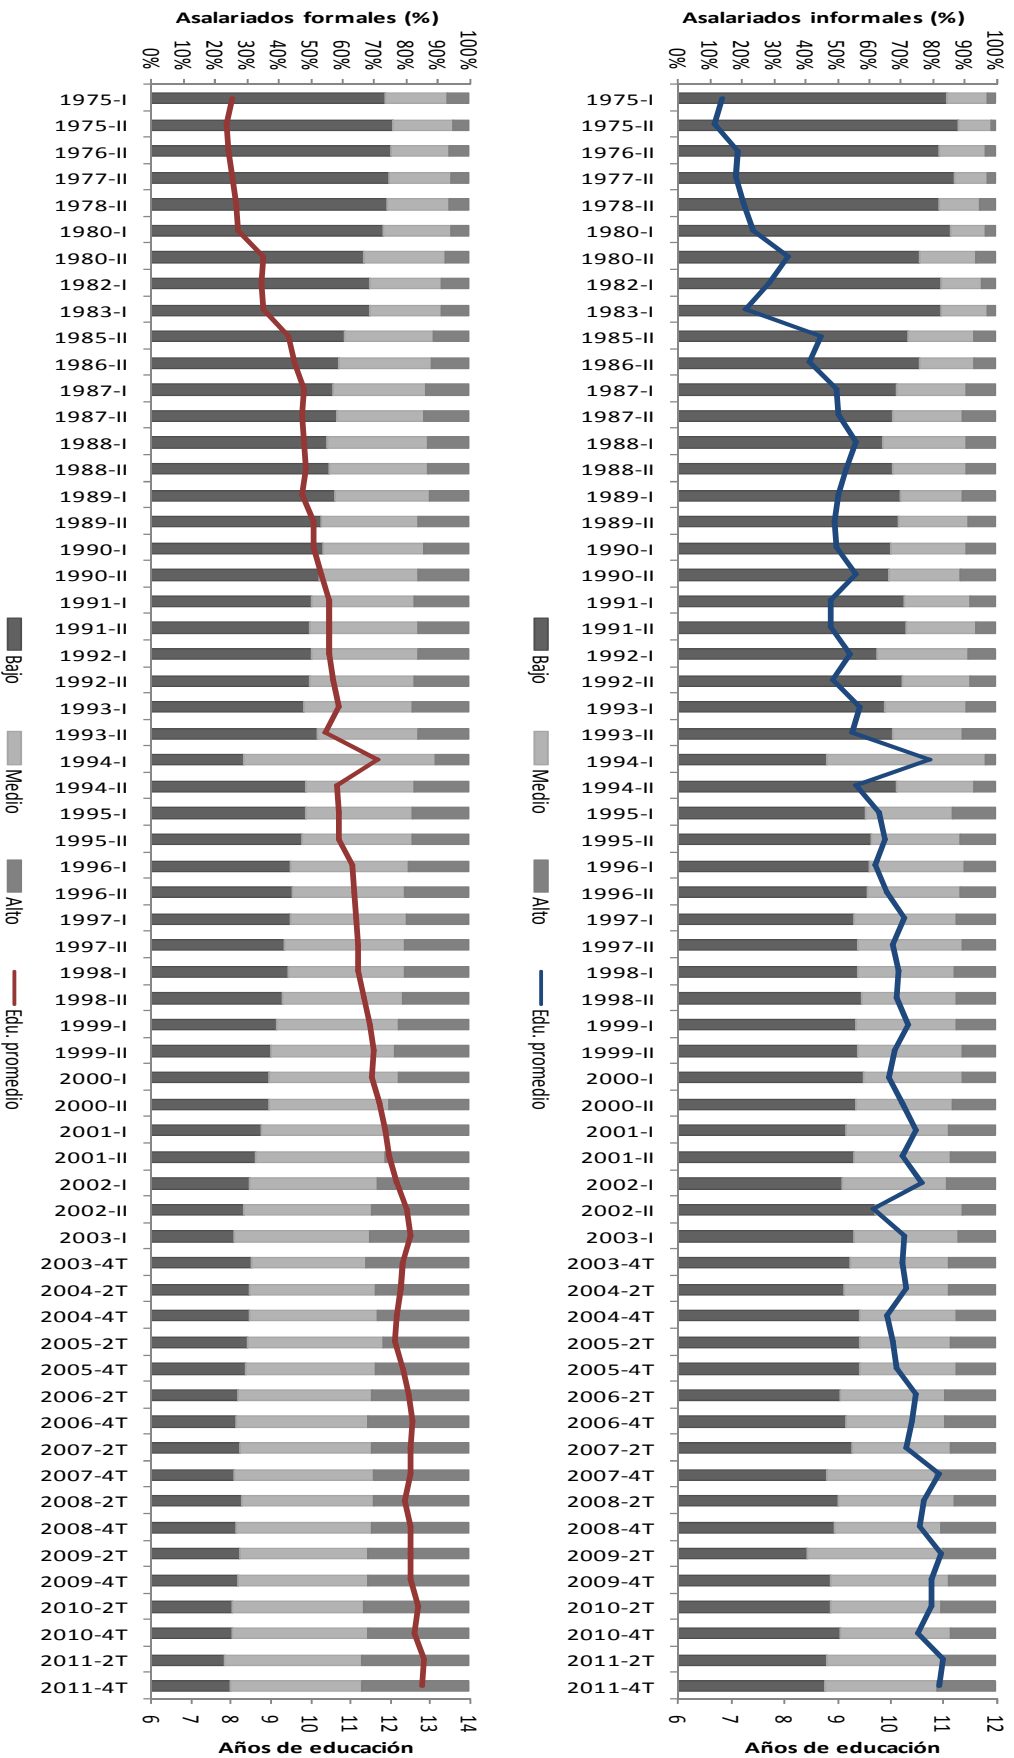 Asalariados formales (%)
0%
10%
20%
30%
40%
50%
60%
70%
80%
90%
100%
1975-I
1975-II
1976-II
1977-II
1978-II
1980-I
1980-II
1982-I
1983-I
1985-II
1986-II
1987-I
1987-II
1988-I
1988-II
1989-I
1989-II
1990-I
1990-II
1991-I
1991-II
1992-I
1992-II
1993-I
1993-II
1994-I
1994-II
1995-I
1995-II
1996-I
1996-II
1997-I
1997-II
1998-I
1998-II
1999-I
1999-II
2000-I
2000-II
2001-I
2001-II
2002-I
2002-II
2003-I
2003-4T
2004-2T
2004-4T
2005-2T
2005-4T
2006-2T
2006-4T
2007-2T
2007-4T
2008-2T
2008-4T
2009-2T
2009-4T
2010-2T
2010-4T
2011-2T
2011-4T
6
7
8
9
10
11
12
13
14
Años de educación
Bajo
Medio
Alto
Edu. promedio
Asalariados informales (%)
0%
10%
20%
30%
40%
50%
60%
70%
80%
90%
100%
1975-I
1975-II
1976-II
1977-II
1978-II
1980-I
1980-II
1982-I
1983-I
1985-II
1986-II
1987-I
1987-II
1988-I
1988-II
1989-I
1989-II
1990-I
1990-II
1991-I
1991-II
1992-I
1992-II
1993-I
1993-II
1994-I
1994-II
1995-I
1995-II
1996-I
1996-II
1997-I
1997-II
1998-I
1998-II
1999-I
1999-II
2000-I
2000-II
2001-I
2001-II
2002-I
2002-II
2003-I
2003-4T
2004-2T
2004-4T
2005-2T
2005-4T
2006-2T
2006-4T
2007-2T
2007-4T
2008-2T
2008-4T
2009-2T
2009-4T
2010-2T
2010-4T
2011-2T
2011-4T
6
7
8
9
10
11
12
Años de educación
Bajo
Medio
Alto
Edu. promedio